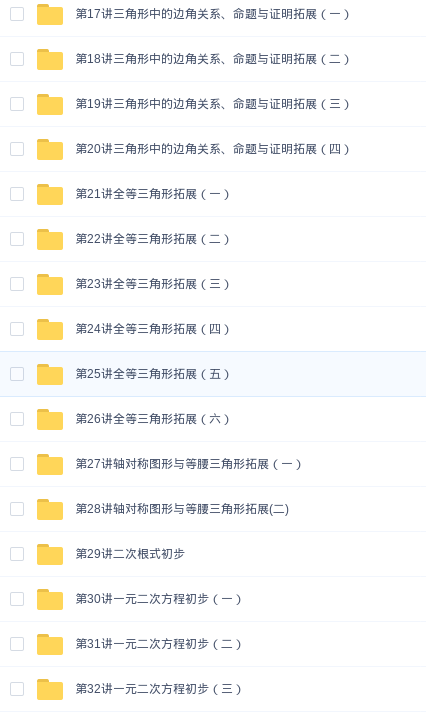 第17讲三角形中的边角关系、命题与证明拓展（一）
第18讲三角形中的边角关系、命题与证明拓展（二）
第19讲三角形中的边角关系、命题与证明拓展（三）
第20讲三角形中的边角关系、命题与证明拓展（四）
第21讲全等三角形拓展（一）
第22讲全等三角形拓展（二）
第23讲全等三角形拓展（三）
第24讲全等三角形拓展（四）
第25讲全等三角形拓展（五）
第26讲全等三角形拓展（六）
第27讲轴对称图形与等腰三角形拓展（一）
第28讲轴对称图形与等腰三角形拓展(二)
第29讲二次根式初步
第30讲一元二次方程初步（一）
第31讲一元二次方程初步（二）
第32讲一元二次方程初步（三）